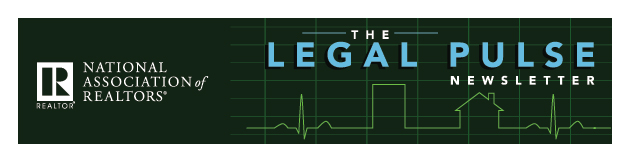 R
REALTOR®
NATIONAL
ASSOCIATION of
REALTORS®
THE
LEGAL PULSE
NEWSLETTER